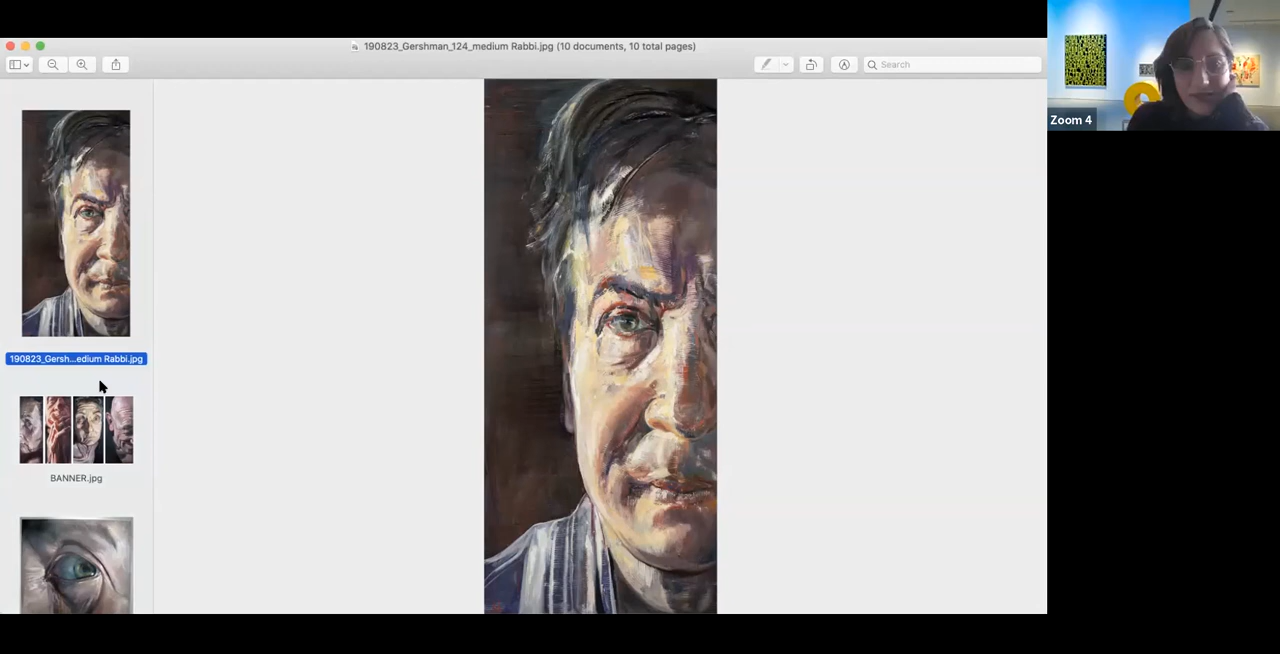 190823_Gershman_124_medium Rabbi.jpg (10 documents, 10 total pages)
Search
190823_Gersh...edium Rabbi.jpg
BANNER.jpg
Zoom 4